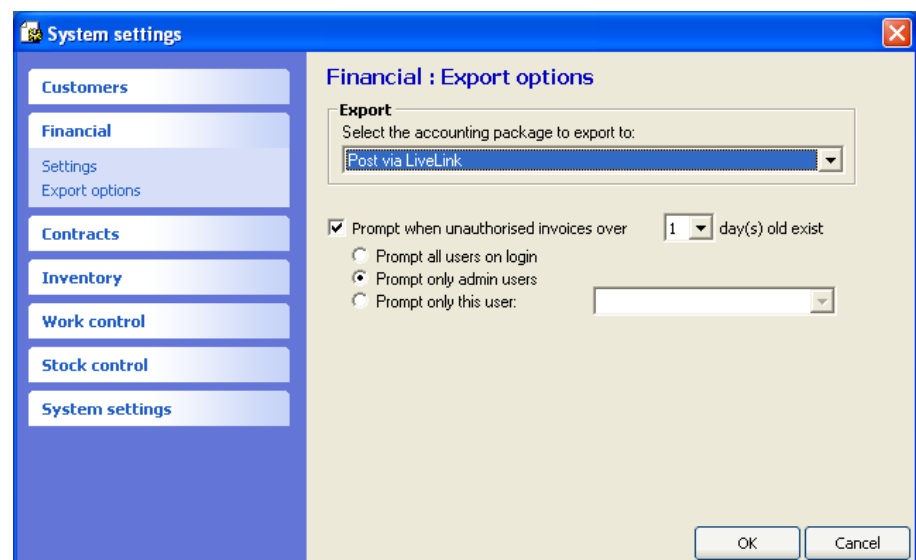 System settings
Customers
Financial
Settings
Export options
Contracts
Inventory
Work control
Stock control
System settings
Financial : Export options
Export
Select the accounting package to export to:
Post via LiveLink
Prompt when unauthorised invoices over 1 day(s) old exist
Prompt all users on login
Prompt only admin users
Prompt only this user:
OK Cancel